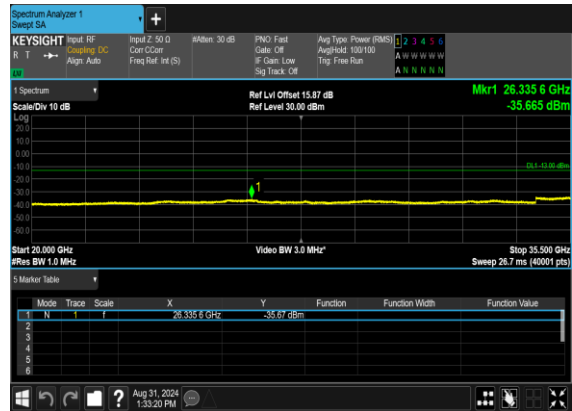 Spectrum Analyzer 1
Swept SA
+
KEYSIGHT Input: RF Input Z: 50 Ω #Atten: 30 dB PNO: Fast Avg Type: Power (RMS) 1 2 3 4 5 6
R T Coupling: DC Corr CCorr Gate: Off Avg|Hold: 100/100 A W W W W W
Align: Auto Freq Ref: Int (S) IF Gain: Low Trig: Free Run
Sig Track: Off A N N N N N
1 Spectrum
Ref Lvl Offset 15.87 dB Mkr1 26.335 6 GHz
Scale/Div 10 dB Ref Level 30.00 dBm -35.665 dBm
Log
20.0
10.0
0.00
-10.0
DL1 -13.00 dBm
-20.0
-30.0
1
-40.0
-50.0
-60.0
Start 20.000 GHz Video BW 3.0 MHz* Stop 35.500 GHz
#Res BW 1.0 MHz Sweep 26.7 ms (40001 pts)
5 Marker Table
Mode Trace Scale X Y Function Function Width Function Value
1 N 1 f 26.335 6 GHz -35.67 dBm
2
3
4
5
6
? Aug 31, 2024
1:33:20 PM